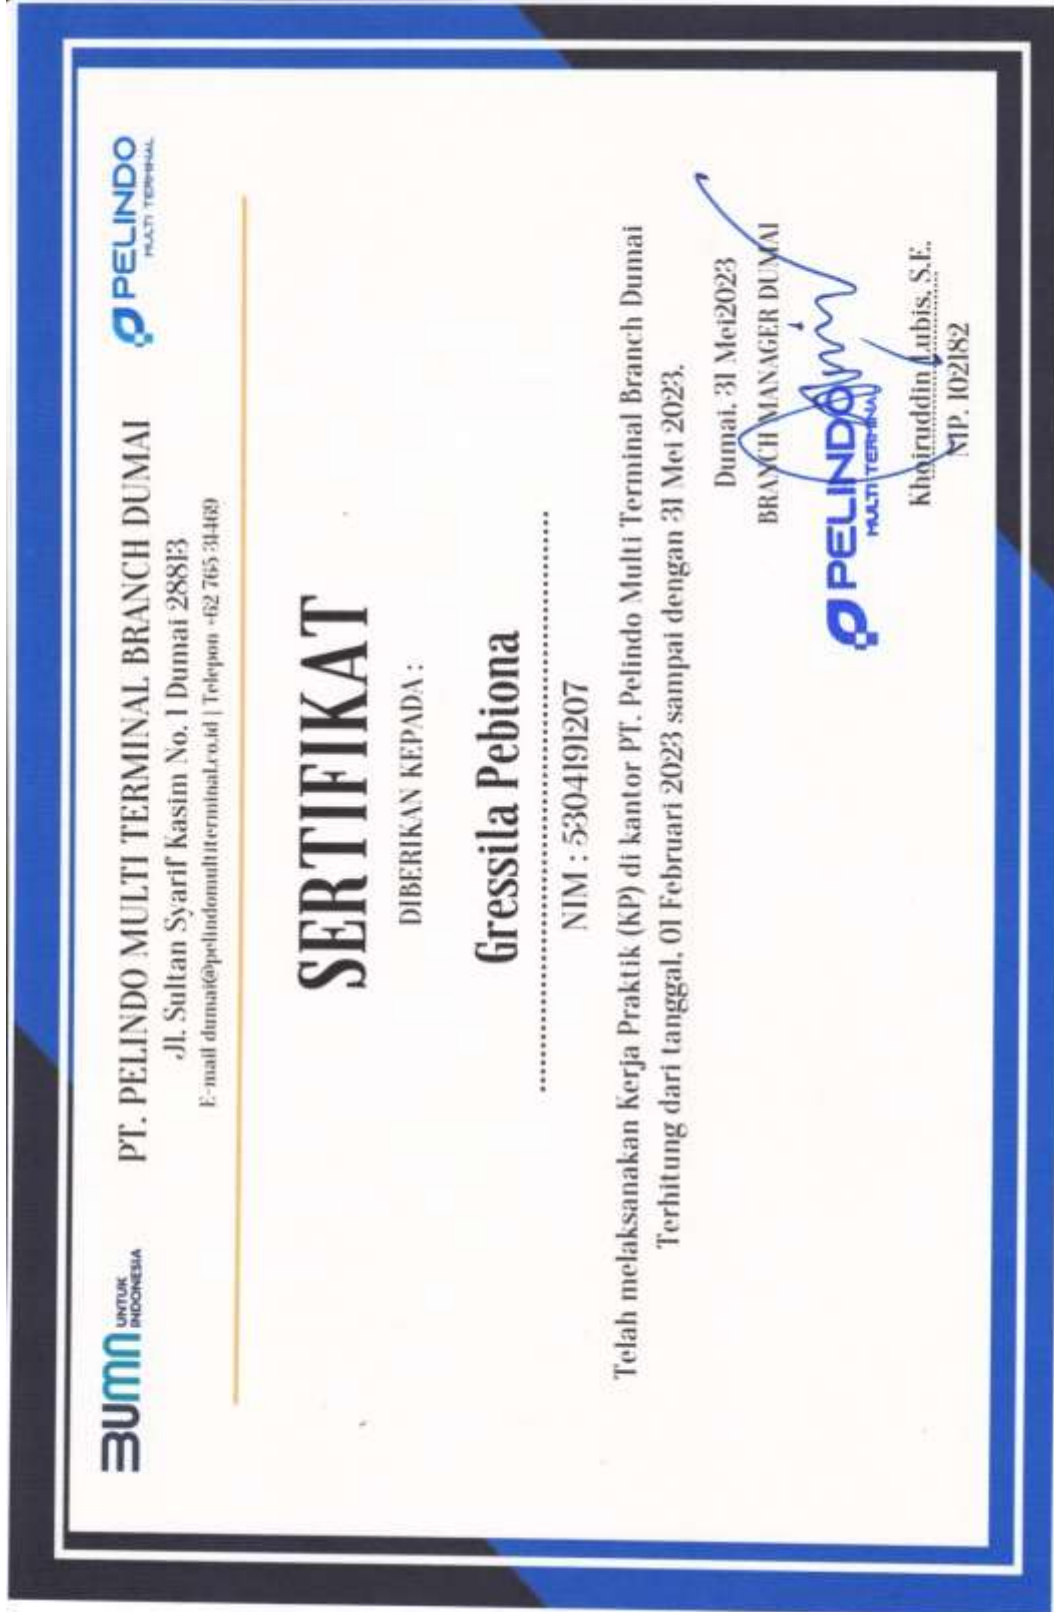 BUMN UNTUK INDONESIA
PT. PELINDO MULTI TERMINAL BRANCH DUMAI
Jl. Sultan Syarif Kasim No. 1 Dumai 28813
E-mail dumai@pelindomultiterminal.co.id | Telepon +62 765 31469
PELINDO
MULTI TERMINAL
SERTIFIKAT
DIBERIKAN KEPADA :
Gressila Pebiona
NIM : 5304191207
Telah melaksanakan Kerja Praktik (KP) di kantor PT. Pelindo Multi Terminal Branch Dumai
Terhitung dari tanggal, 01 Februari 2023 sampai dengan 31 Mei 2023.
Dumai, 31 Mei2023
BRANCH MANAGER DUMAI
PELINDO
MULTI TERMINAL
Khoiruddin Lubis, S.E.
NIP. 102182